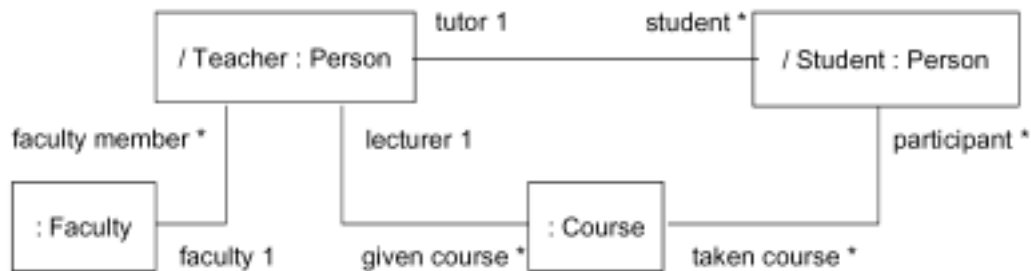 tutor 1 student *
/ Teacher : Person
/ Student : Person
faculty member *
lecturer 1
participant *
: Faculty
: Course
faculty 1
given course *
taken course *